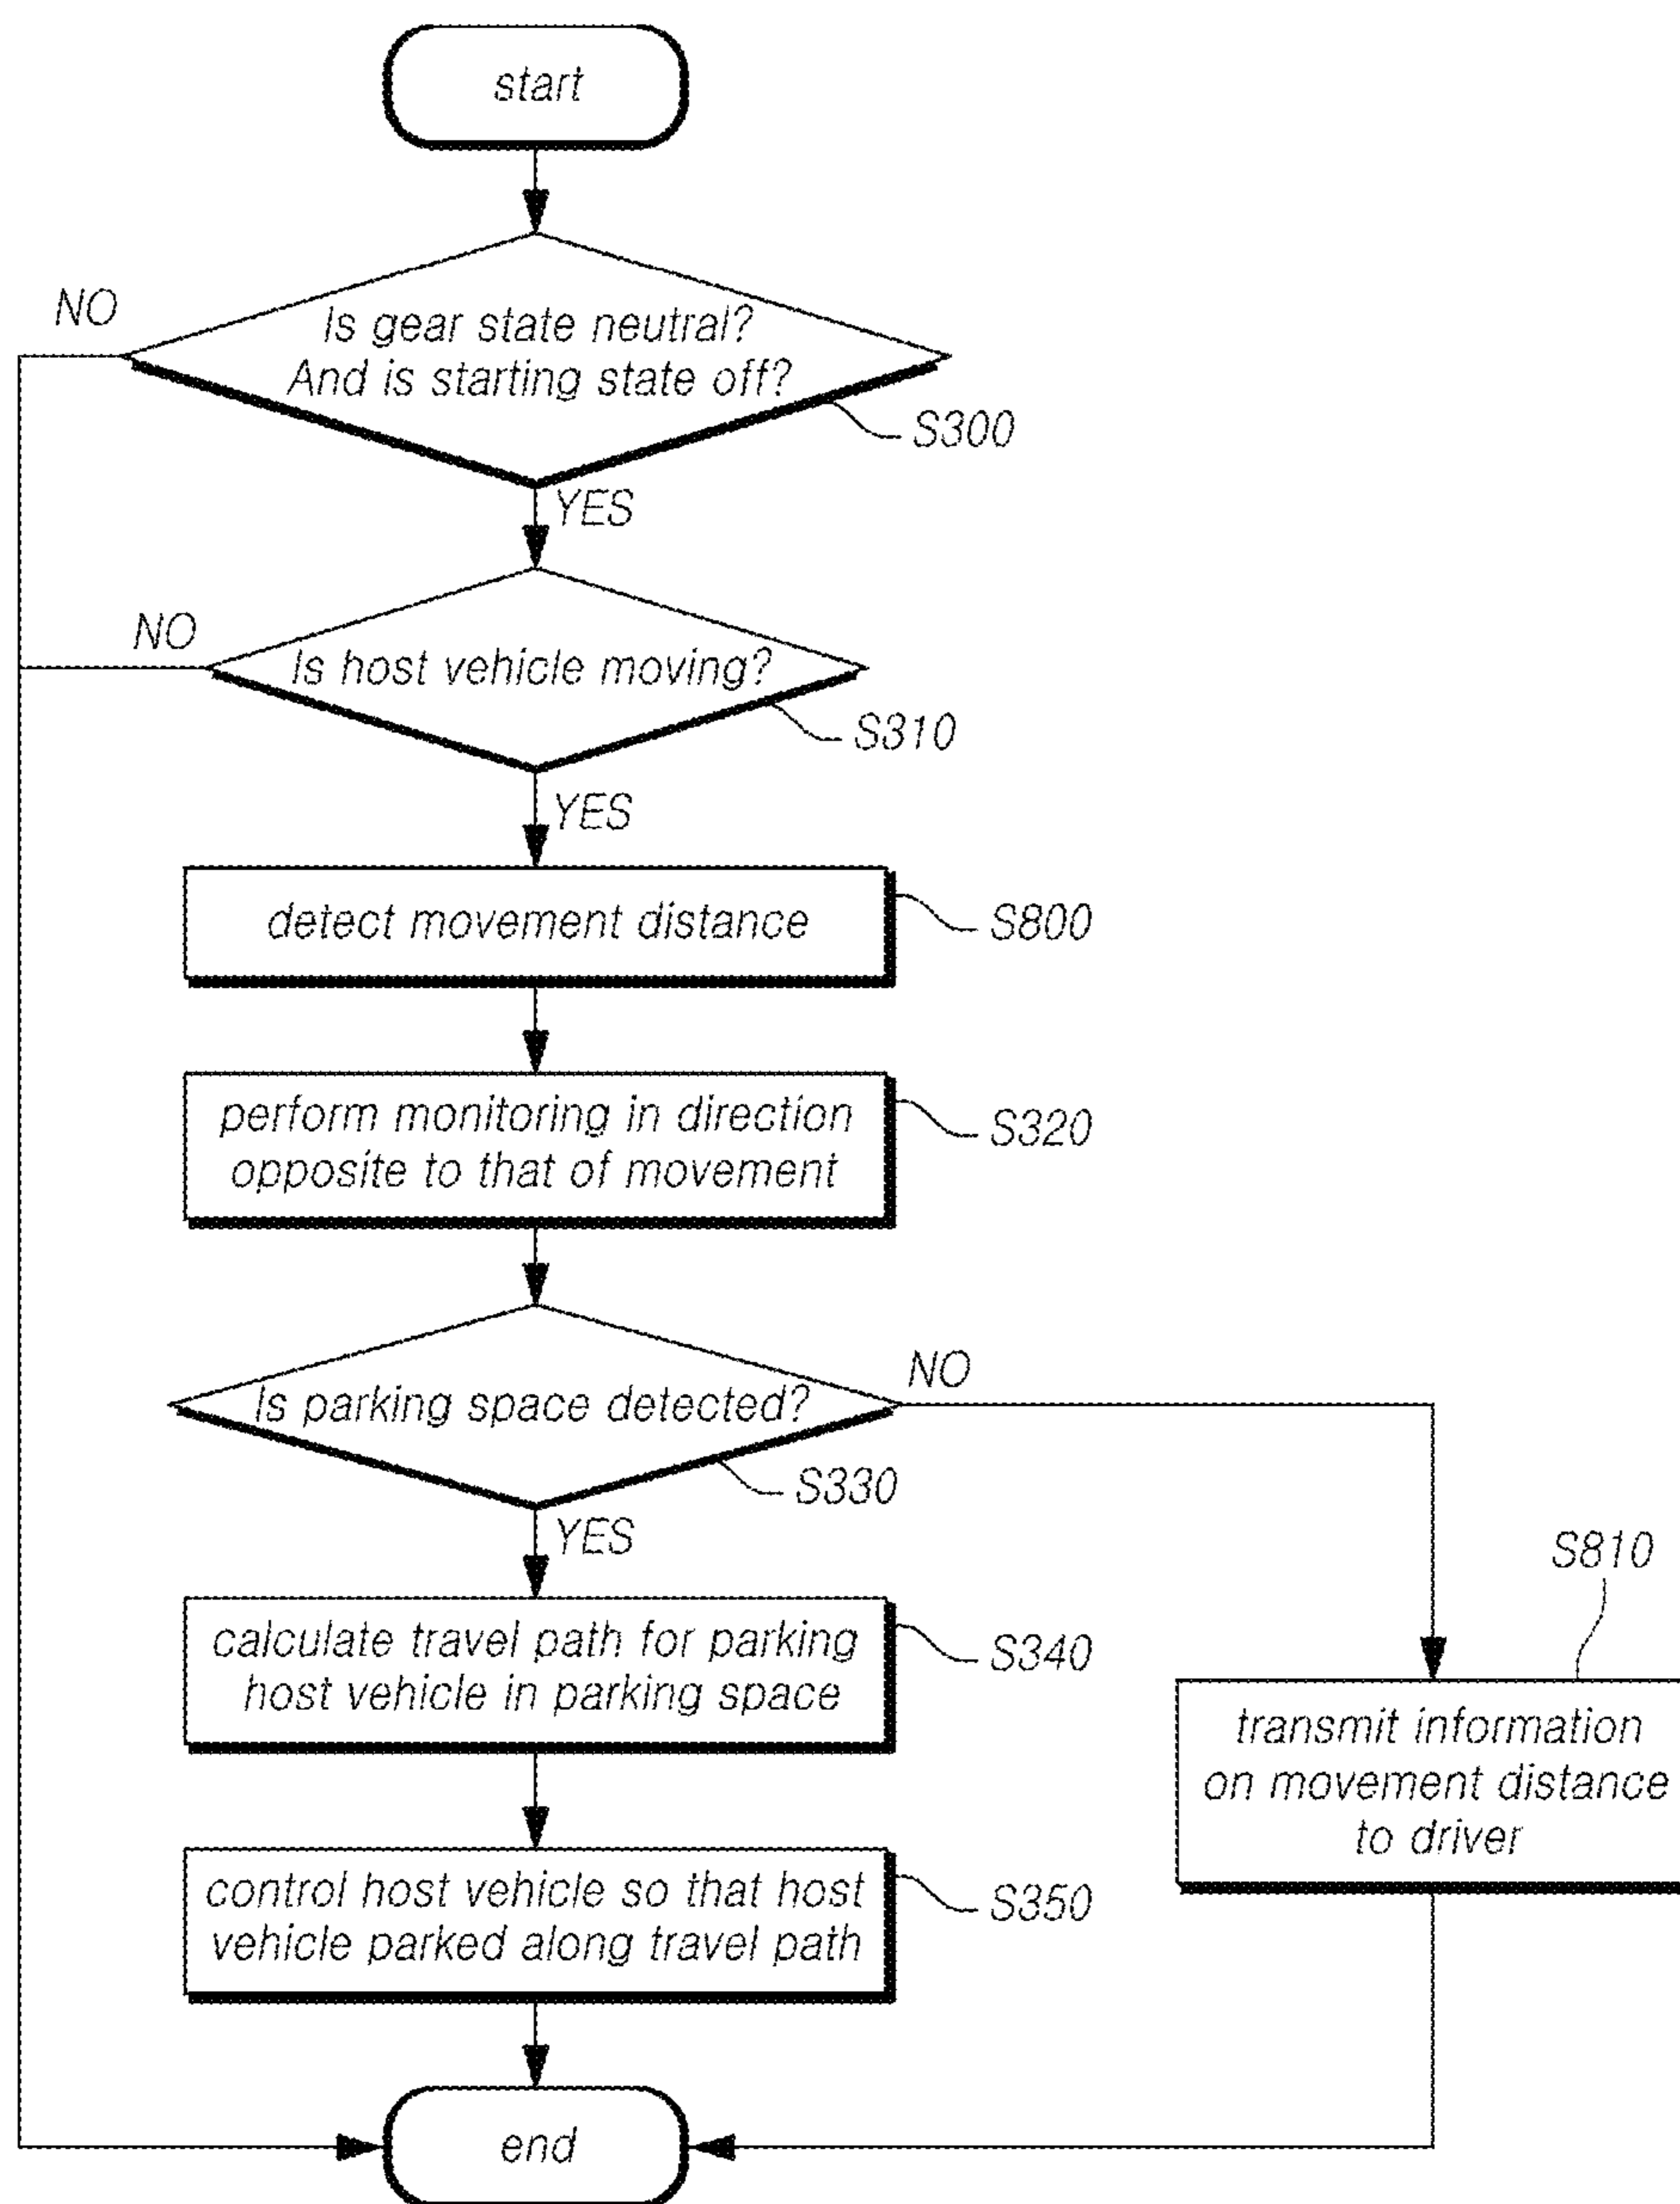 start
NO
Is gear state neutral?
And is starting state off?
S300
YES
NO
Is host vehicle moving?
S310
YES
detect movement distance
S800
perform monitoring in direction
opposite to that of movement
S320
Is parking space detected?
NO
S330
YES
calculate travel path for parking
host vehicle in parking space
S340
S810
transmit information
on movement distance
to driver
control host vehicle so that host
vehicle parked along travel path
S350
end